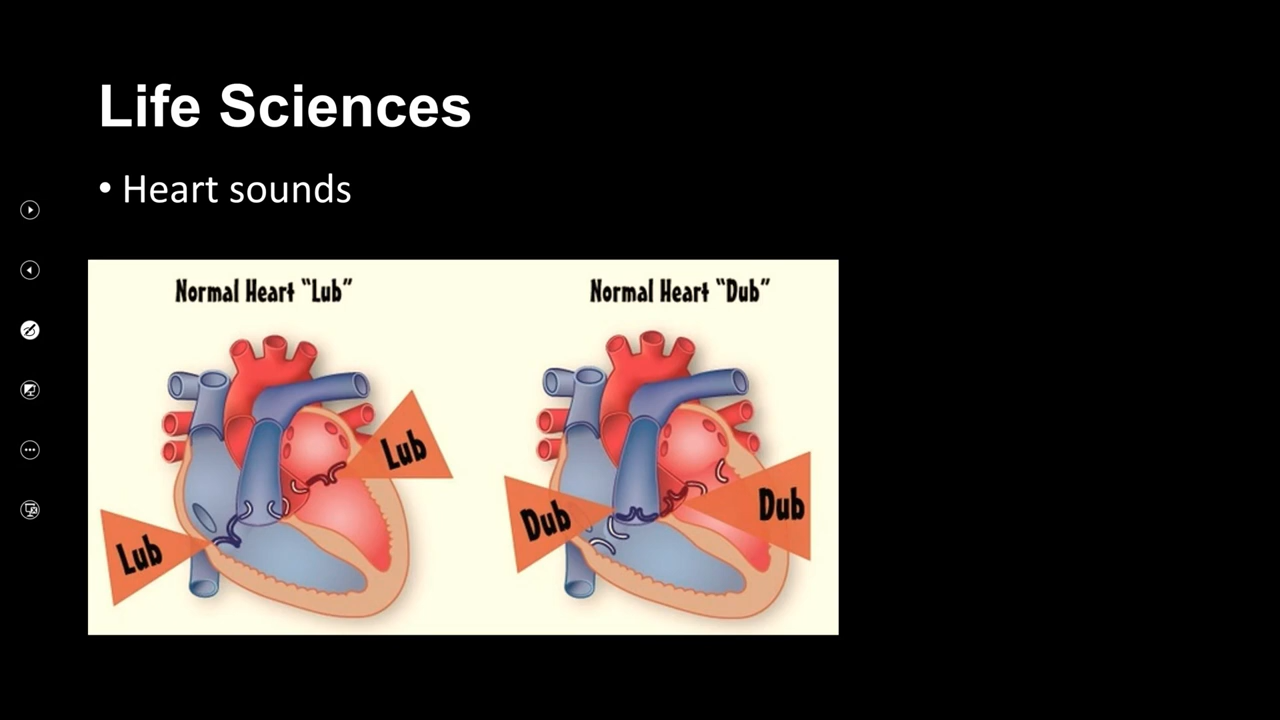 Life Sciences
• Heart sounds
Normal Heart “Lub”
Normal Heart “Dub”
Lub
Lub
Dub
Dub